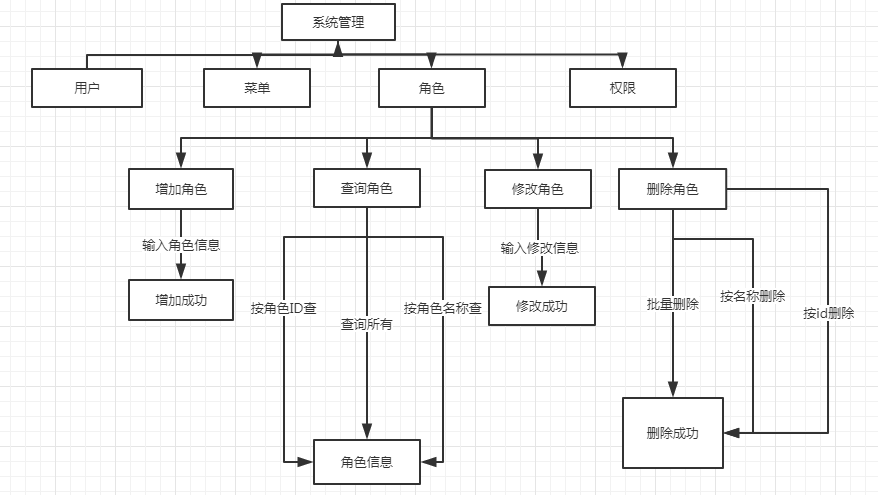 系统管理
用户
菜单
角色
权限
增加角色
查询角色
修改角色
删除角色
输入角色信息
输入修改信息
增加成功
按角色ID查
查询所有
按角色名称查
修改成功
批量删除
按名称删除
按id删除
角色信息
删除成功